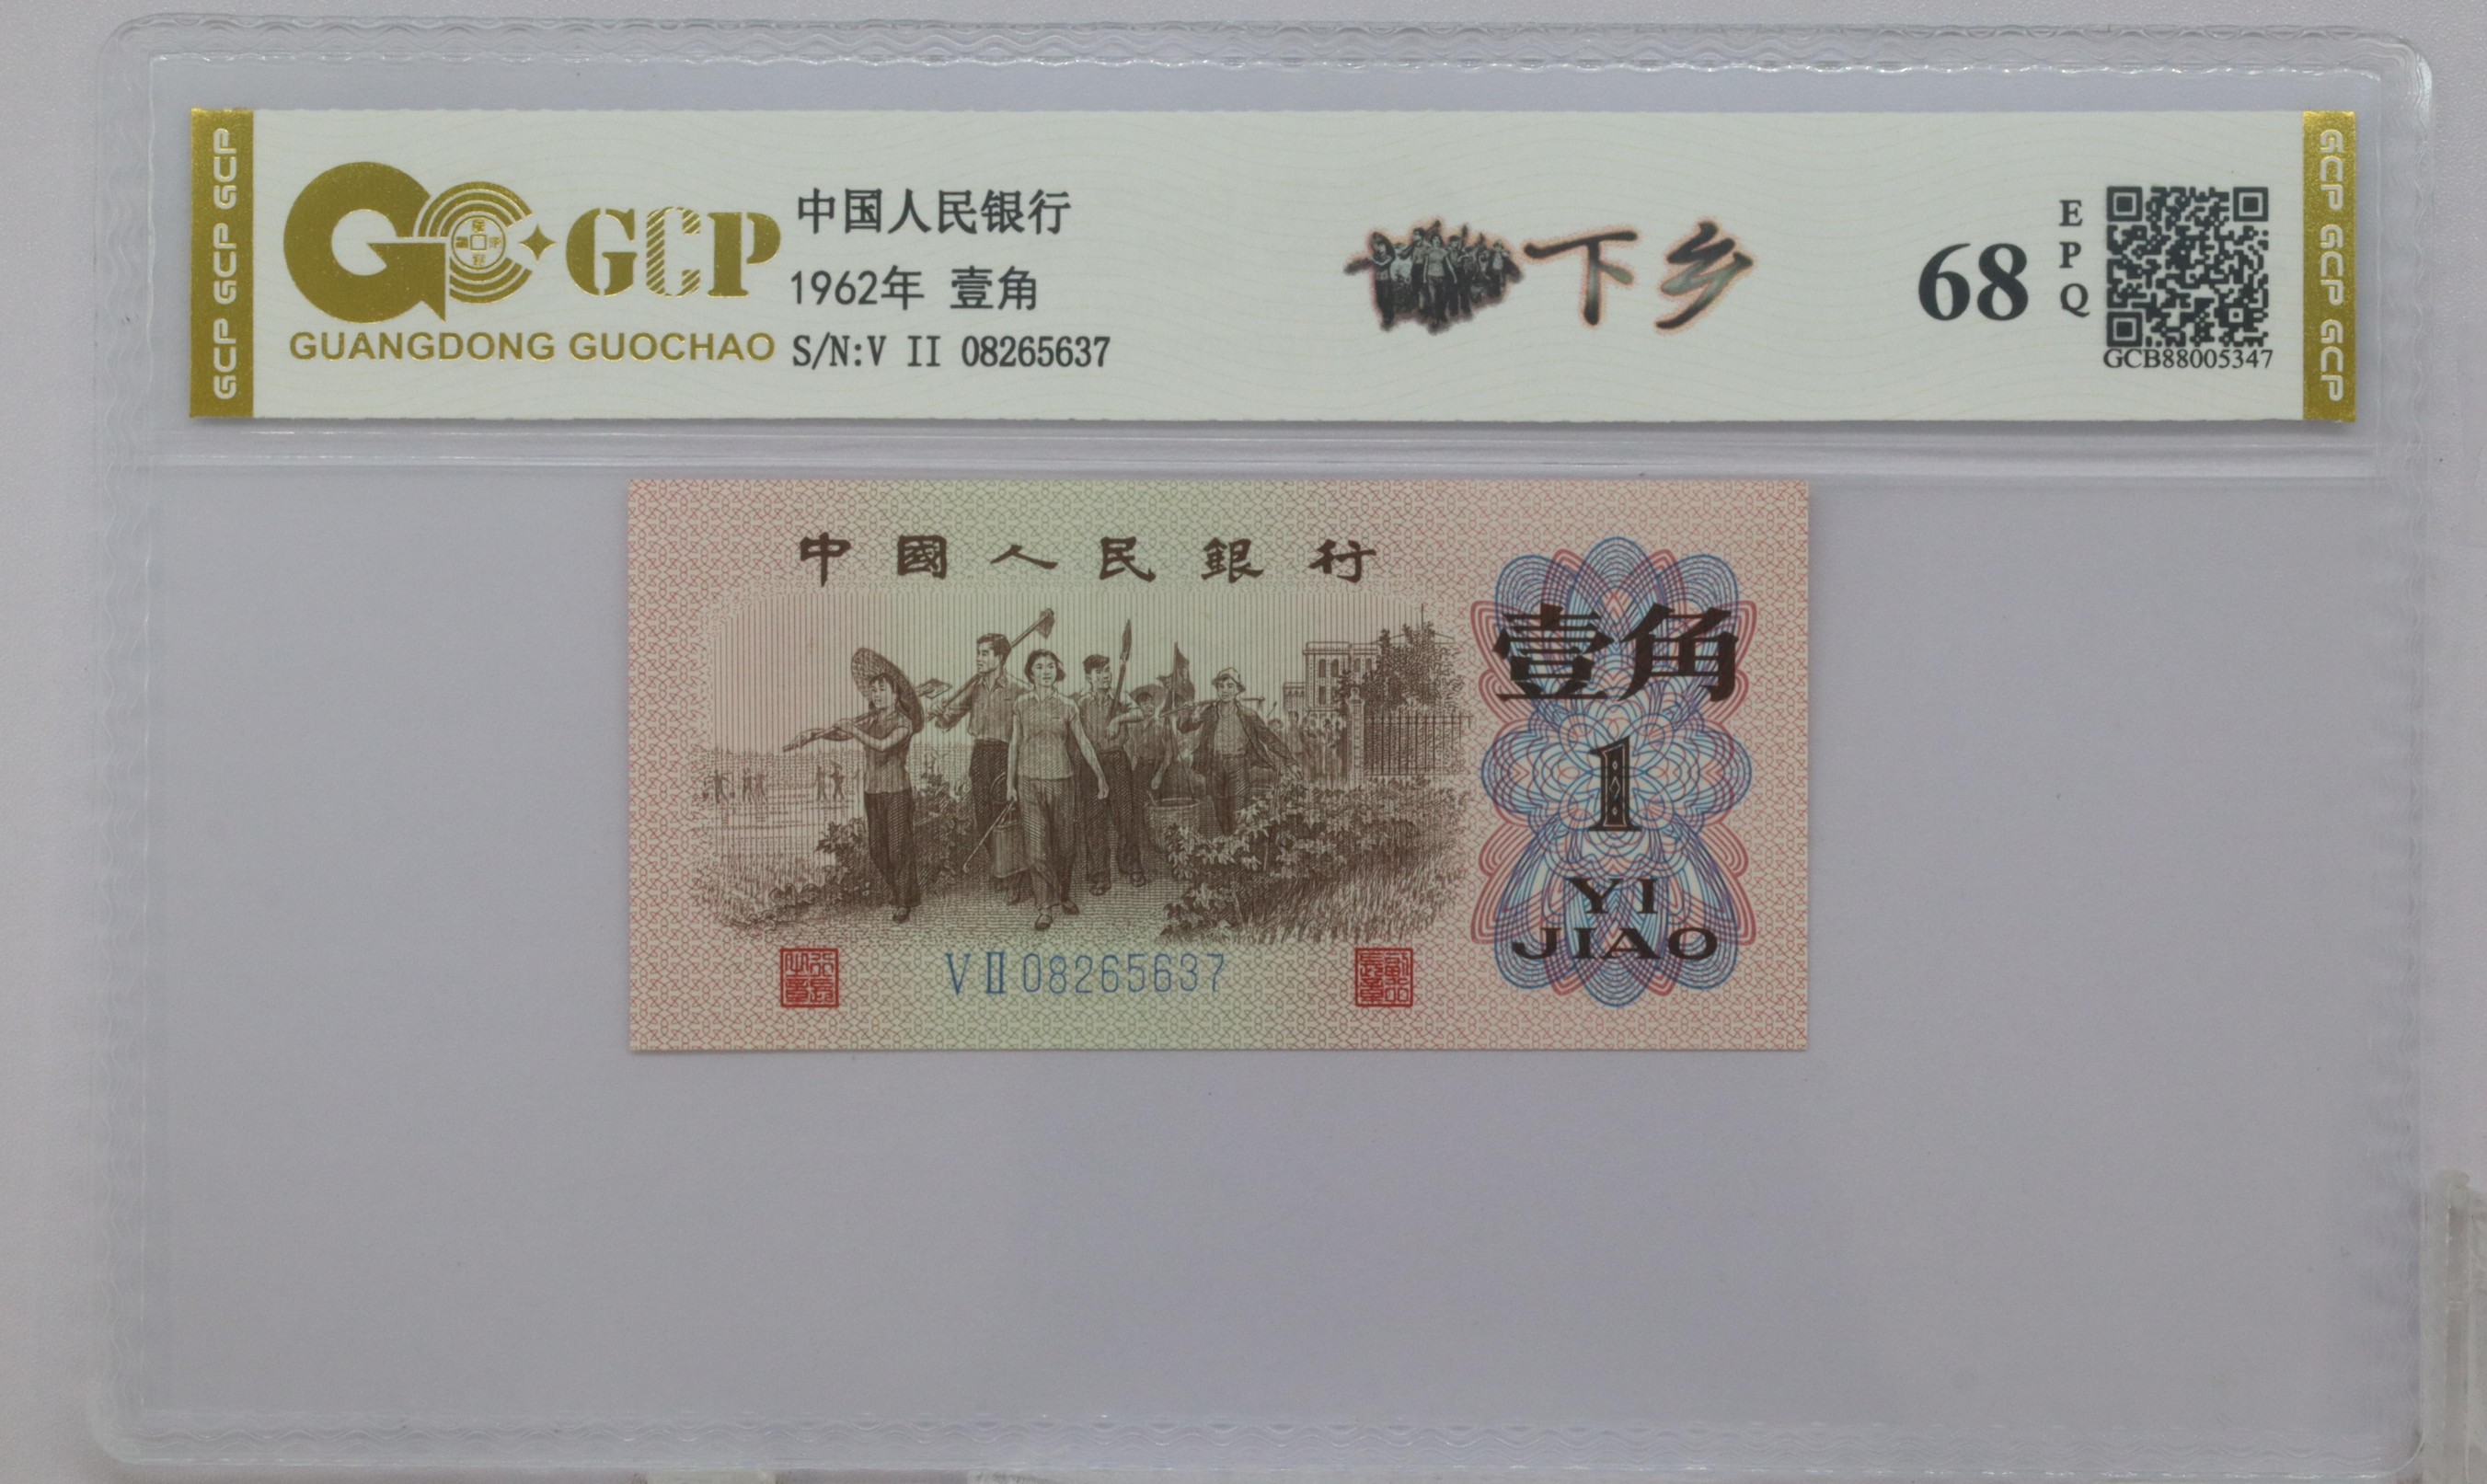 GCP GCP GCP
GCP
GUANGDONG GUOCHAO
中国人民银行
1962年 壹角
S/N:V II 08265637
下乡
68
E
P
Q
GCB88005347
GCP GCP GCP
中國人民銀行
壹角
1
YI
JIAO
V II 08265637